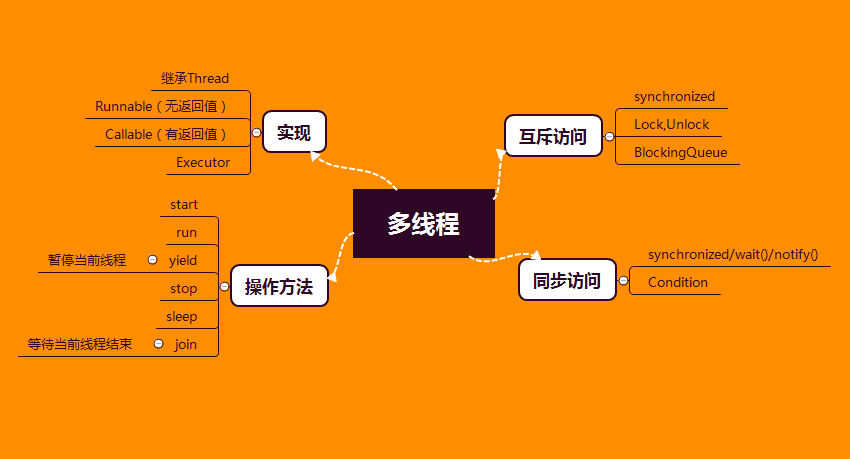 多线程
实现
继承Thread
Runnable（无返回值）
Callable（有返回值）
Executor
操作方法
start
run
yield
暂停当前线程
stop
sleep
join
等待当前线程结束
互斥访问
synchronized
Lock,Unlock
BlockingQueue
同步访问
synchronized/wait()/notify()
Condition